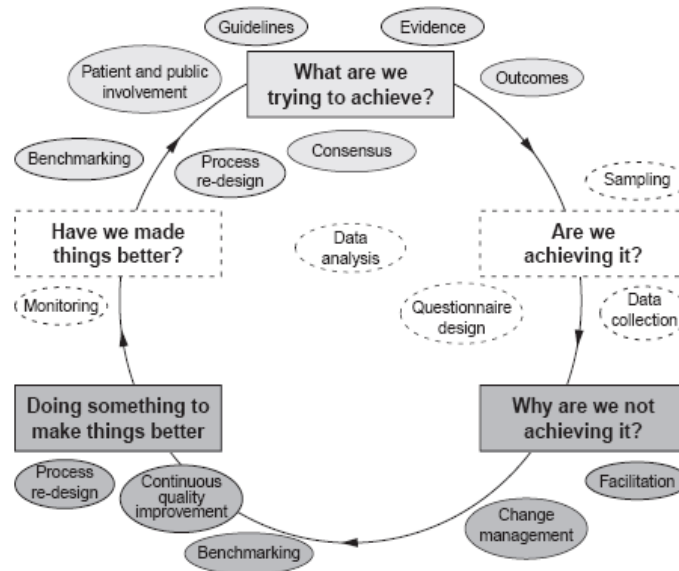 Guidelines
Evidence
Patient and public
involvement
What are we
trying to achieve?
Outcomes
Benchmarking
Process
re-design
Consensus
Sampling
Have we made
things better?
Data
analysis
Are we
achieving it?
Monitoring
Questionnaire
design
Data
collection
Doing something to
make things better
Why are we not
achieving it?
Process
re-design
Continuous
quality
improvement
Facilitation
Change
management
Benchmarking